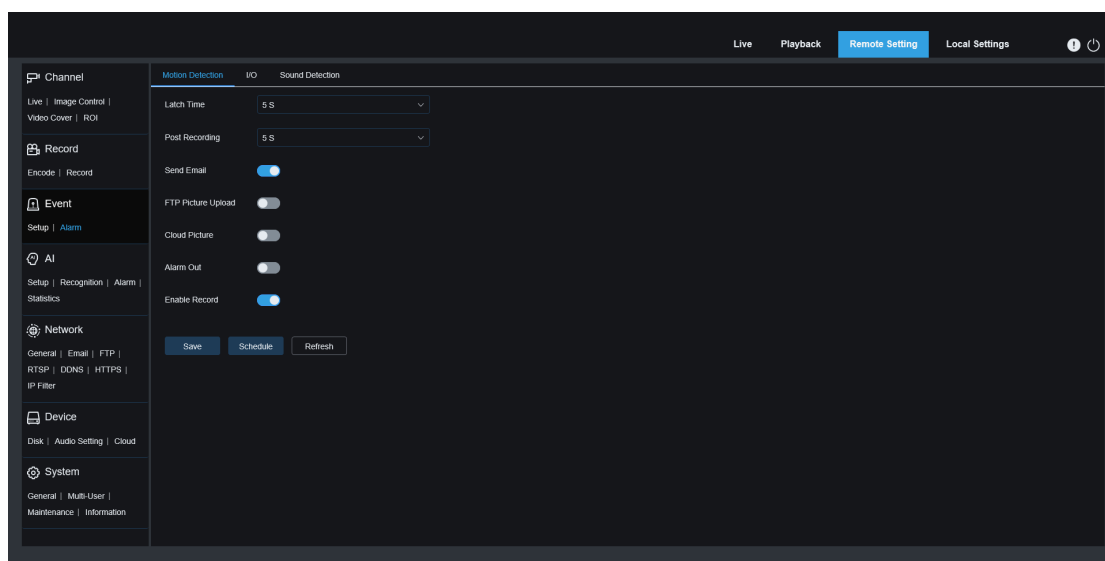 Live Playback Remote Setting Local Settings
Channel
Live | Image Control |
Video Cover | ROI
Record
Encode | Record
Event
Setup | Alarm
AI
Setup | Recognition | Alarm |
Statistics
Network
General | Email | FTP |
RTSP | DDNS | HTTPS |
IP Filter
Device
Disk | Audio Setting | Cloud
System
General | Multi-User |
Maintenance | Information
Motion Detection I/O Sound Detection
Latch Time 5 S
Post Recording 5 S
Send Email
FTP Picture Upload
Cloud Picture
Alarm Out
Enable Record
Save Schedule Refresh